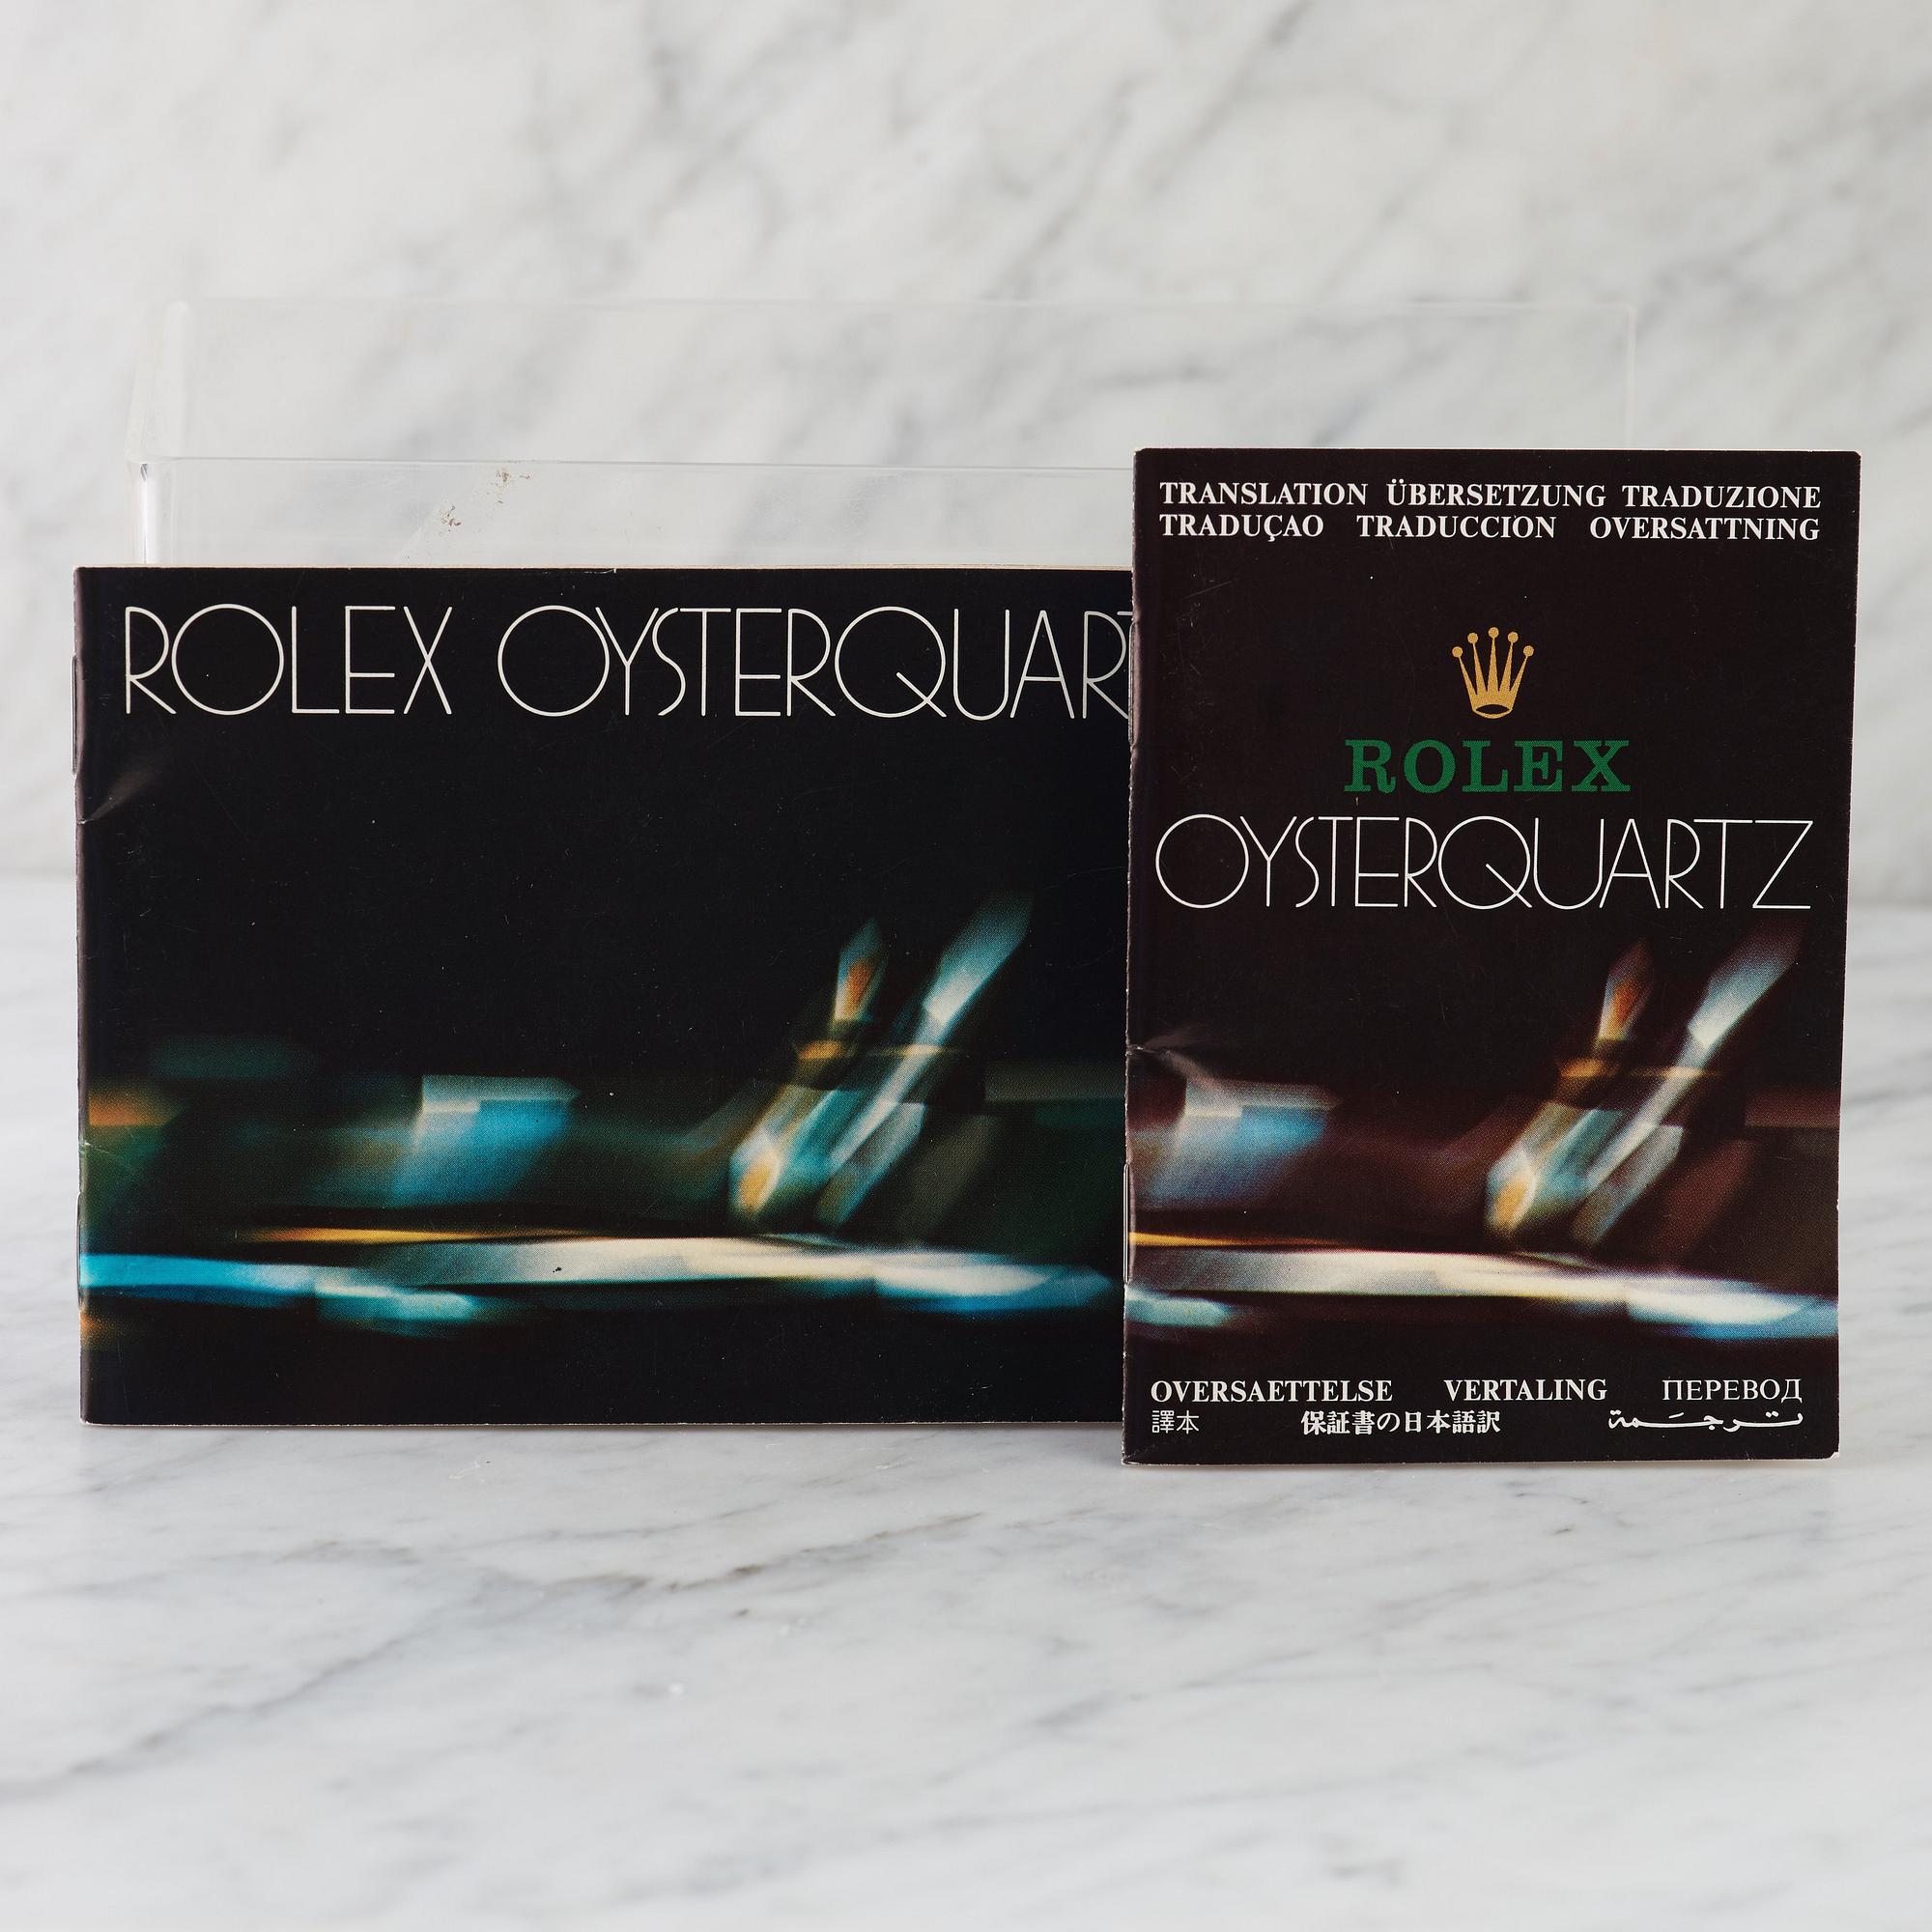 ROLEX OYSTERQUART
TRANSLATION ÜBERSETZUNG TRADUZIONE
TRADUÇAO TRADUCCION OVERSATTNING
ROLEX
OYSTERQUARTZ
OVERSAETTELSE VERTALING ПЕРЕВОД
譯本 保証書の日本語訳 ترجمة